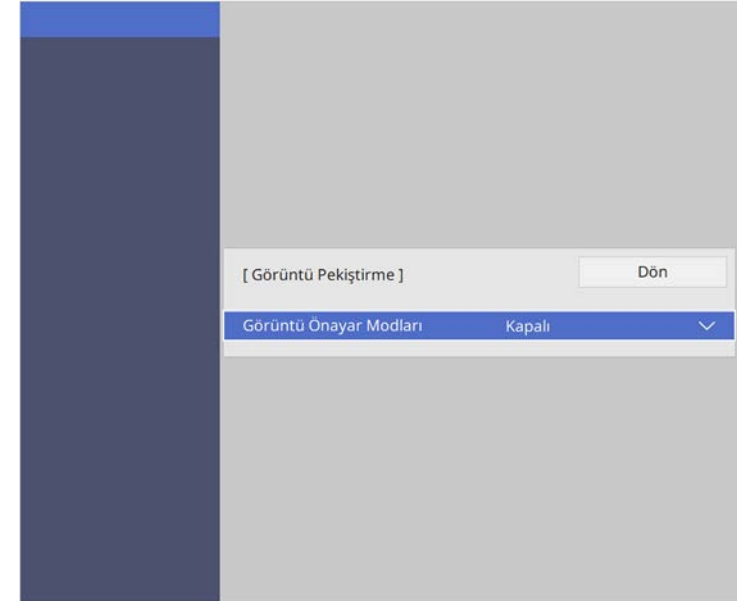 [ Görüntü Pekiştirme ] Dön
Görüntü Önayar Modları Kapalı